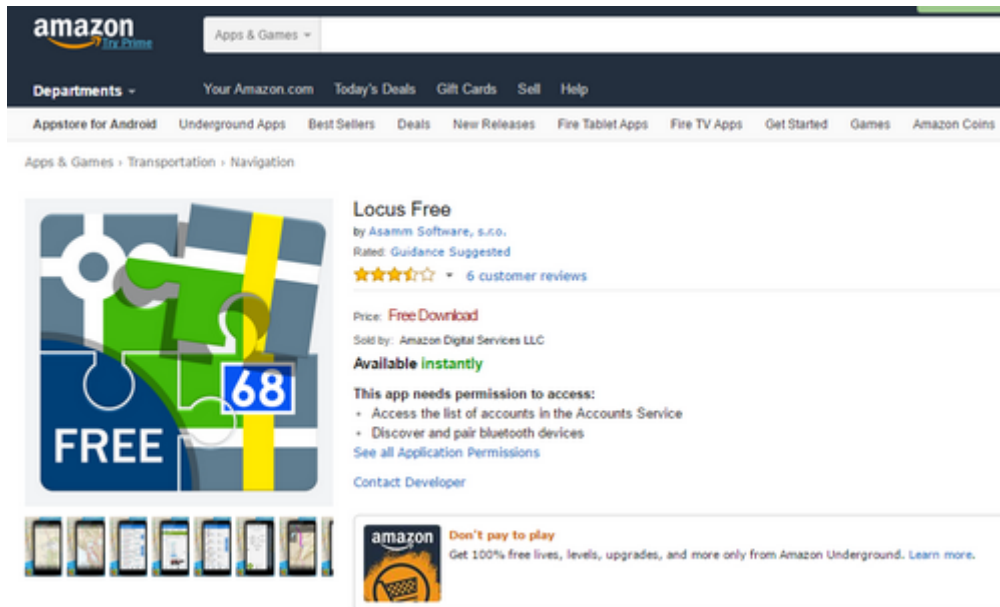 amazon
Try Prime
Apps & Games
Departments
Your Amazon.com Today's Deals Gift Cards Sell Help
Appstore for Android Underground Apps Best Sellers Deals New Releases Fire Tablet Apps Fire TV Apps Get Started Games Amazon Coins
Apps & Games › Transportation › Navigation
68
FREE
Locus Free
by Asamm Software, s.r.o.
Rated: Guidance Suggested
6 customer reviews
Price: Free Download
Sold by: Amazon Digital Services LLC
Available instantly
This app needs permission to access:
Access the list of accounts in the Accounts Service
Discover and pair bluetooth devices
See all Application Permissions
Contact Developer
amazon
Don't pay to play
Get 100% free lives, levels, upgrades, and more only from Amazon Underground. Learn more.